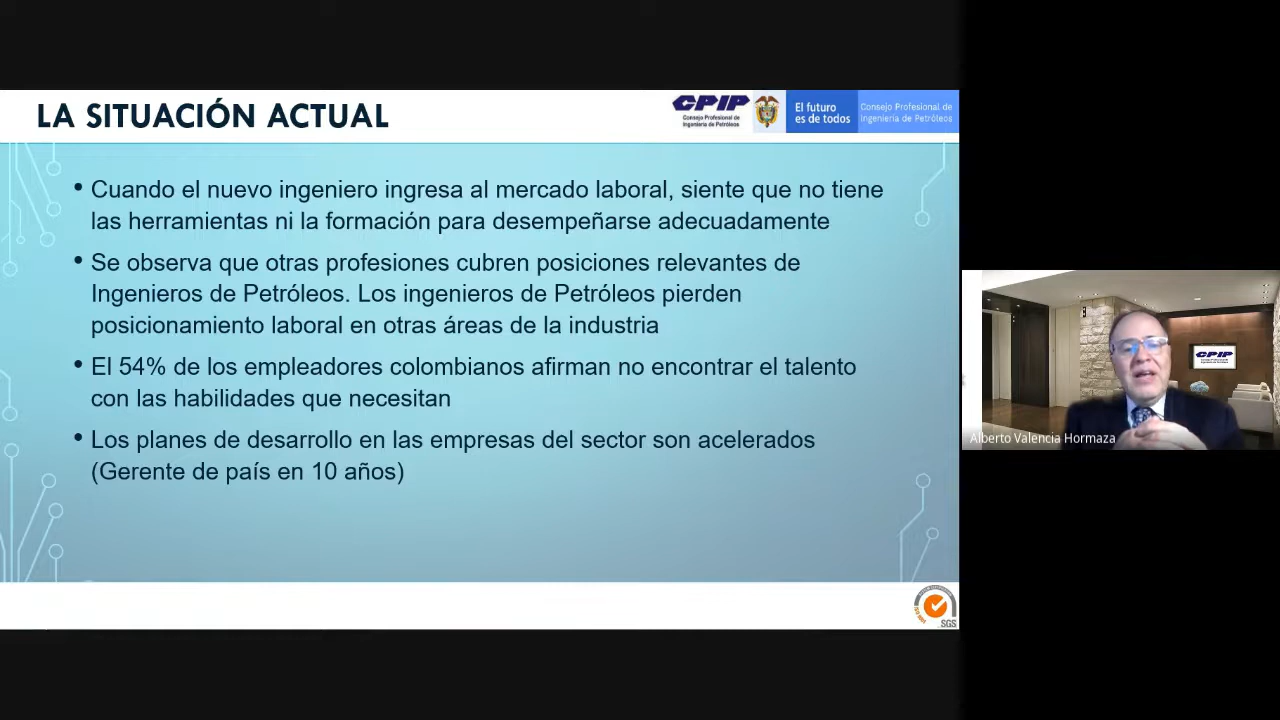 LA SITUACIÓN ACTUAL
CPIP
Consejo Profesional de
Ingeniería de Petróleos
El futuro
es de todos
Consejo Profesional de
Ingeniería de Petróleos
• Cuando el nuevo ingeniero ingresa al mercado laboral, siente que no tiene
las herramientas ni la formación para desempeñarse adecuadamente
• Se observa que otras profesiones cubren posiciones relevantes de
Ingenieros de Petróleos. Los ingenieros de Petróleos pierden
posicionamiento laboral en otras áreas de la industria
• El 54% de los empleadores colombianos afirman no encontrar el talento
con las habilidades que necesitan
• Los planes de desarrollo en las empresas del sector son acelerados
(Gerente de país en 10 años)
CPIP
Alberto Valencia Hormaza
SGS